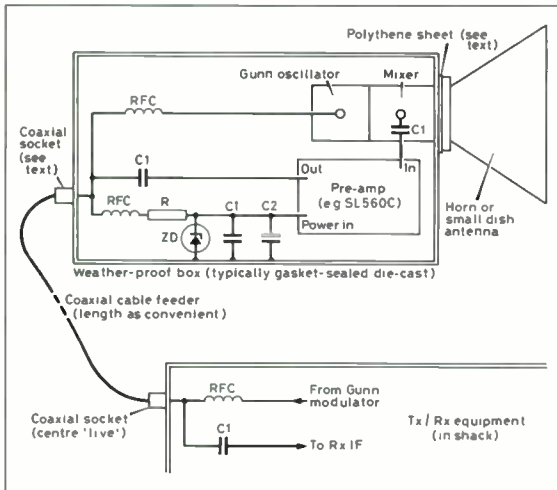 Polythene sheet (see
text)
Gunn oscillator
Mixer
RFC
C1
Coaxial
socket
(see
text)
C1
Out
In
Pre-amp
(eg SL560C)
Power in
RFC
R
C1
C2
ZD
Horn or
small dish
antenna
Weather-proof box (typically gasket-sealed die-cast)
Coaxial cable feeder
(length as convenient)
RFC
From Gunn
modulator
Coaxial socket
(centre 'live')
C1
To Rx IF
Tx/Rx equipment
(in shack)